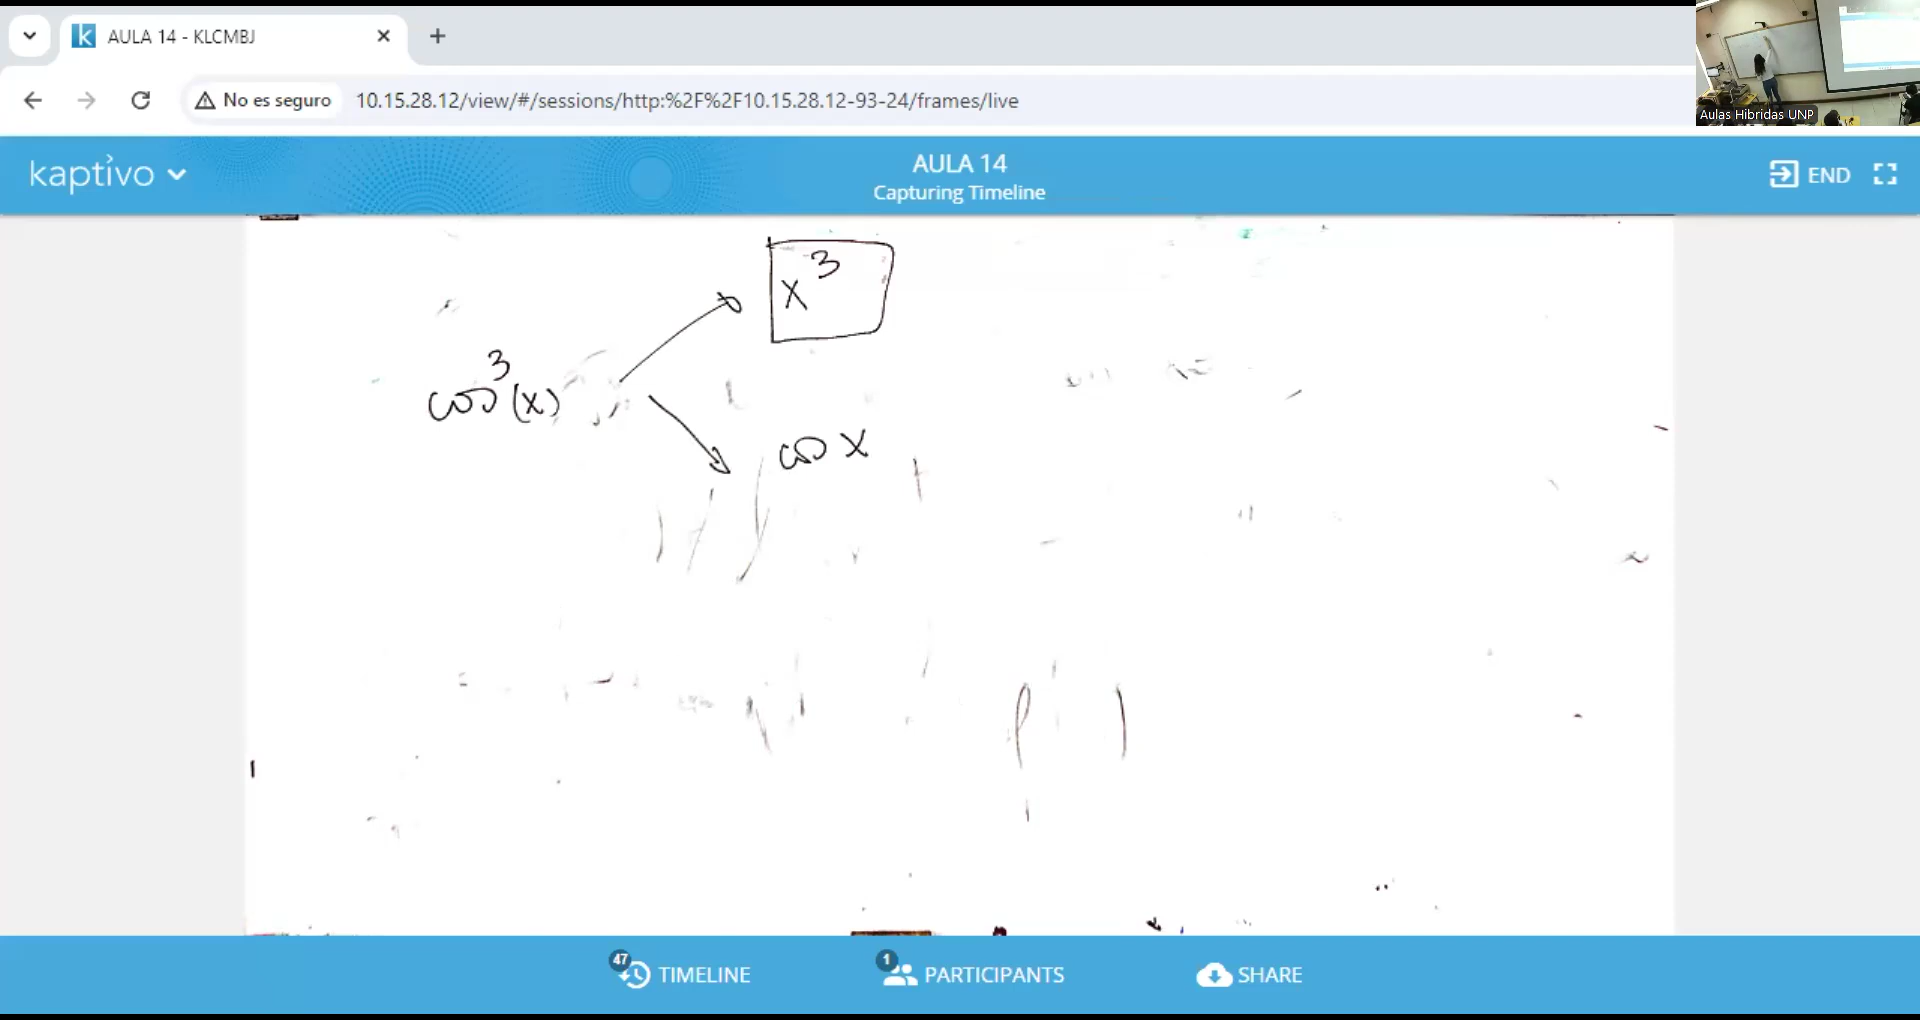 AULA 14 - KLCMBJ
No es seguro
10.15.28.12/view/#/sessions/http:%2F%2F10.15.28.12-93-24/frames/live
Aulas Hibridas UNP
kaptivo
AULA 14
Capturing Timeline
END
x³
cos³(x)
cos x
47 TIMELINE
1 PARTICIPANTS
SHARE